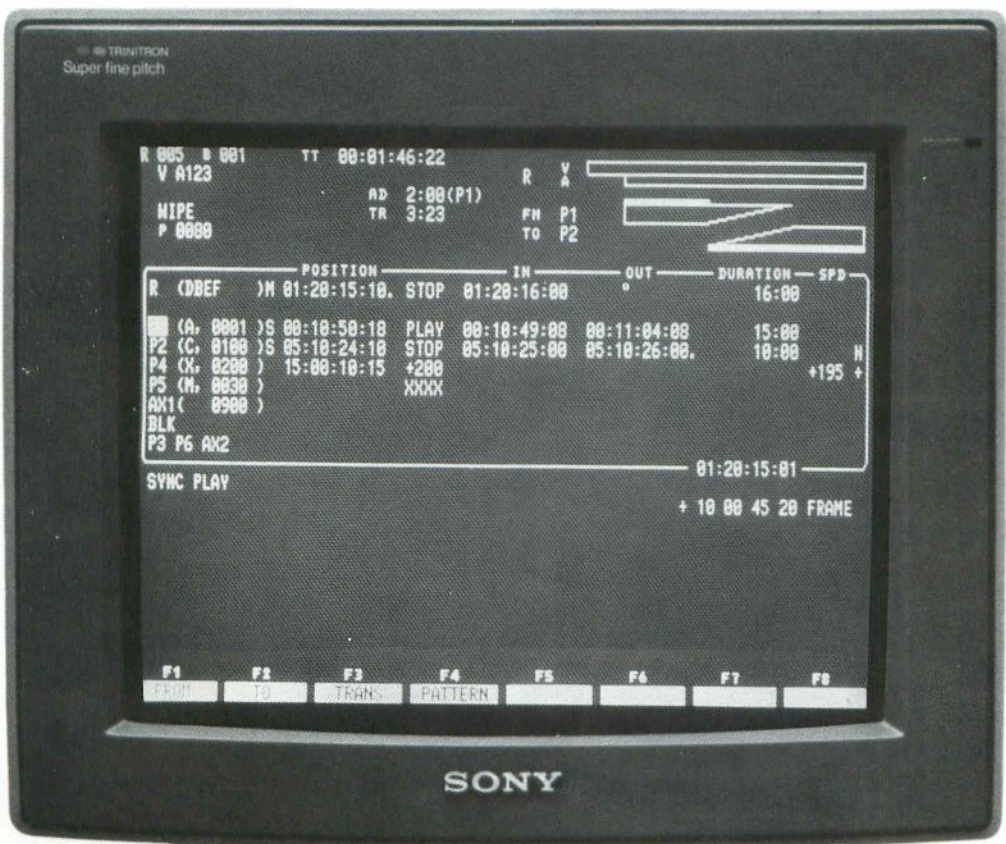 TRINITRON
Super fine pitch
R 005 B 001 TT 00:01:46:22
V A123 R V
A
AD 2:00(P1)
WIPE TR 3:23 FM P1
P 0080 TO P2
POSITION IN OUT DURATION SPD
R (DBEF )M 01:20:15:10. STOP 01:20:16:00 16:00
(A, 0001 )S 00:10:50:18 PLAY 00:10:49:08 00:11:04:08 15:00
P2 (C, 0100 )S 05:10:24:10 STOP 05:10:25:00 05:10:26:00. 10:00 M
P4 (X, 0200 ) 15:00:10:15 +200 +195 +
P5 (M, 0030 ) XXXX
AX1( 0900 )
BLK
P3 P6 AX2
01:20:15:01
SYNC PLAY
+ 10 00 45 20 FRAME
F1 F2 F3 F4 F5 F6 F7 F8
FROM TO TRANS PATTERN
SONY